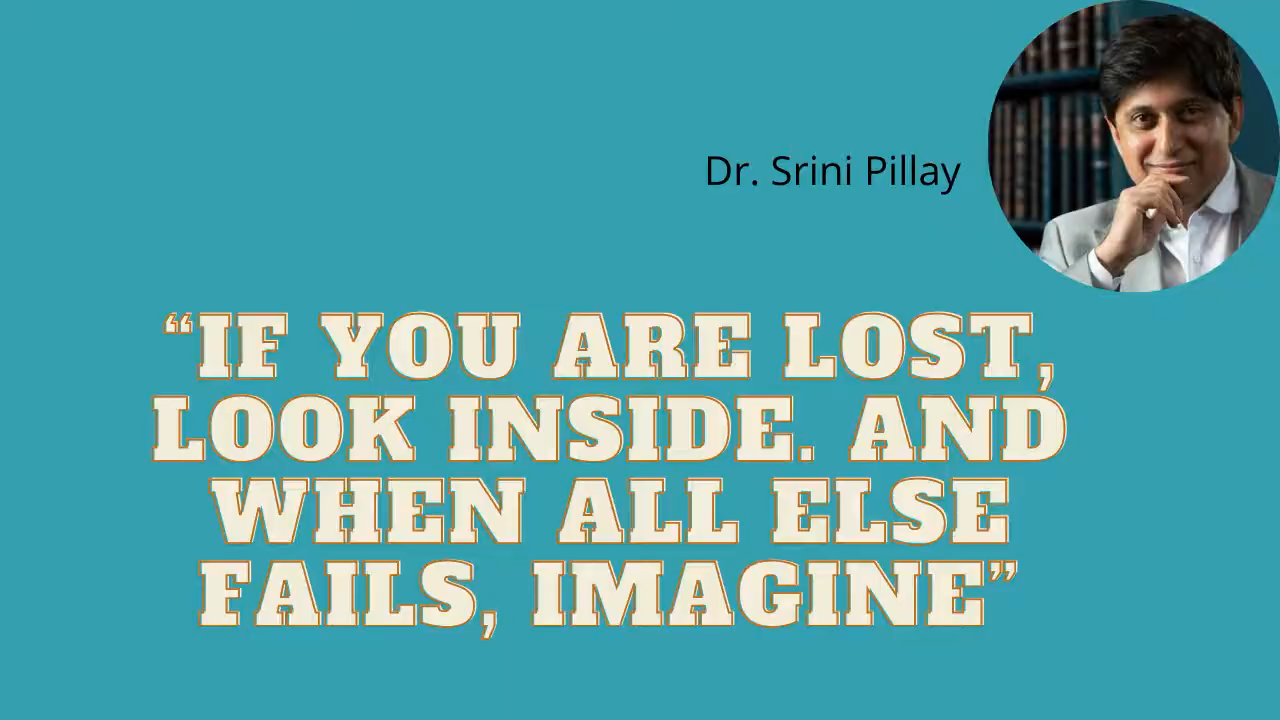 Dr. Srini Pillay
“IF YOU ARE LOST,
LOOK INSIDE. AND
WHEN ALL ELSE
FAILS, IMAGINE”